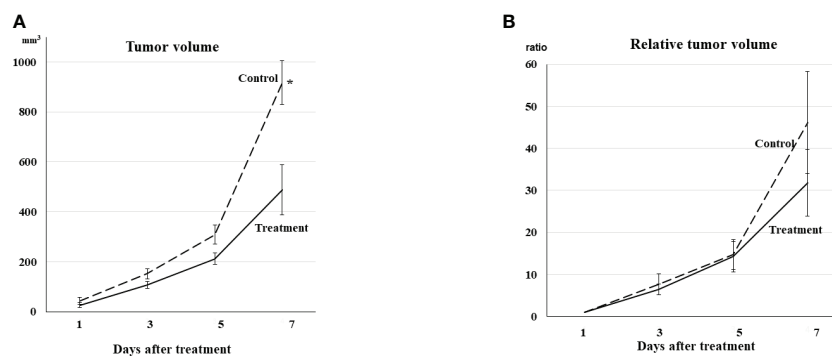 A
mm³
Tumor volume
1000
800
600
400
200
0
Control
*
Treatment
1 3 5 7
Days after treatment
B
ratio
Relative tumor volume
60
50
40
30
20
10
0
Control
Treatment
1 3 5 7
Days after treatment